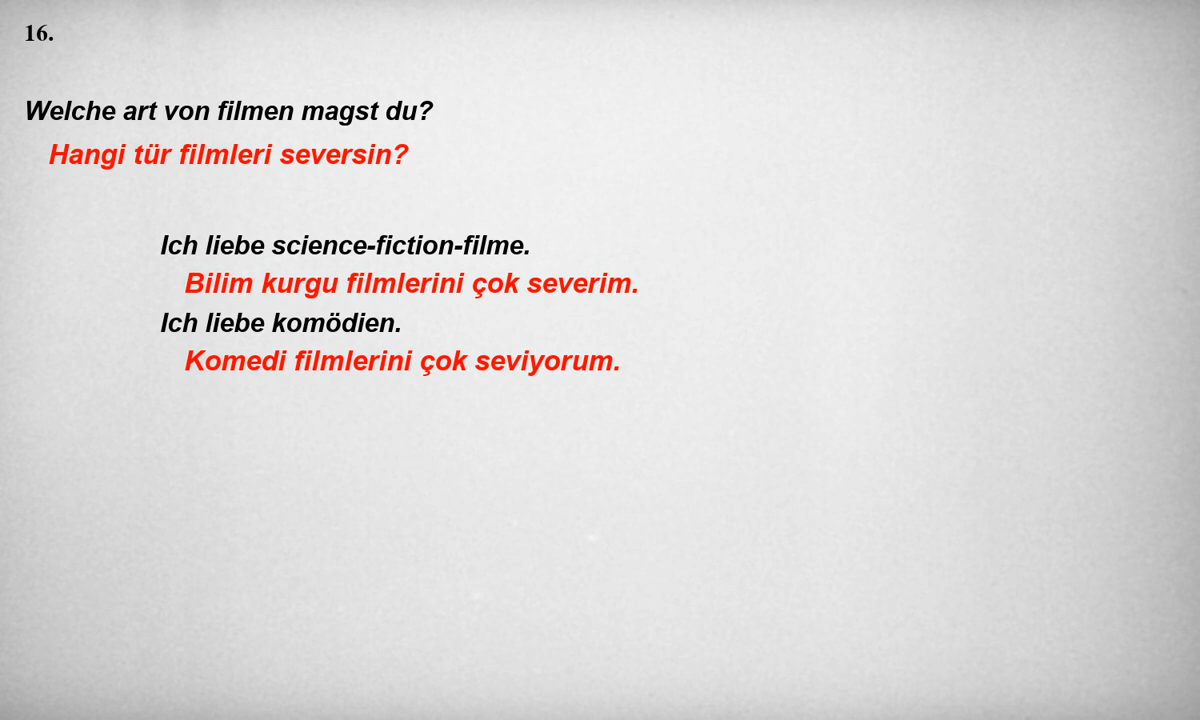 16.
Welche art von filmen magst du?
Hangi tür filmleri seversin?
Ich liebe science-fiction-filme.
Bilim kurgu filmlerini çok severim.
Ich liebe komödien.
Komedi filmlerini çok seviyorum.